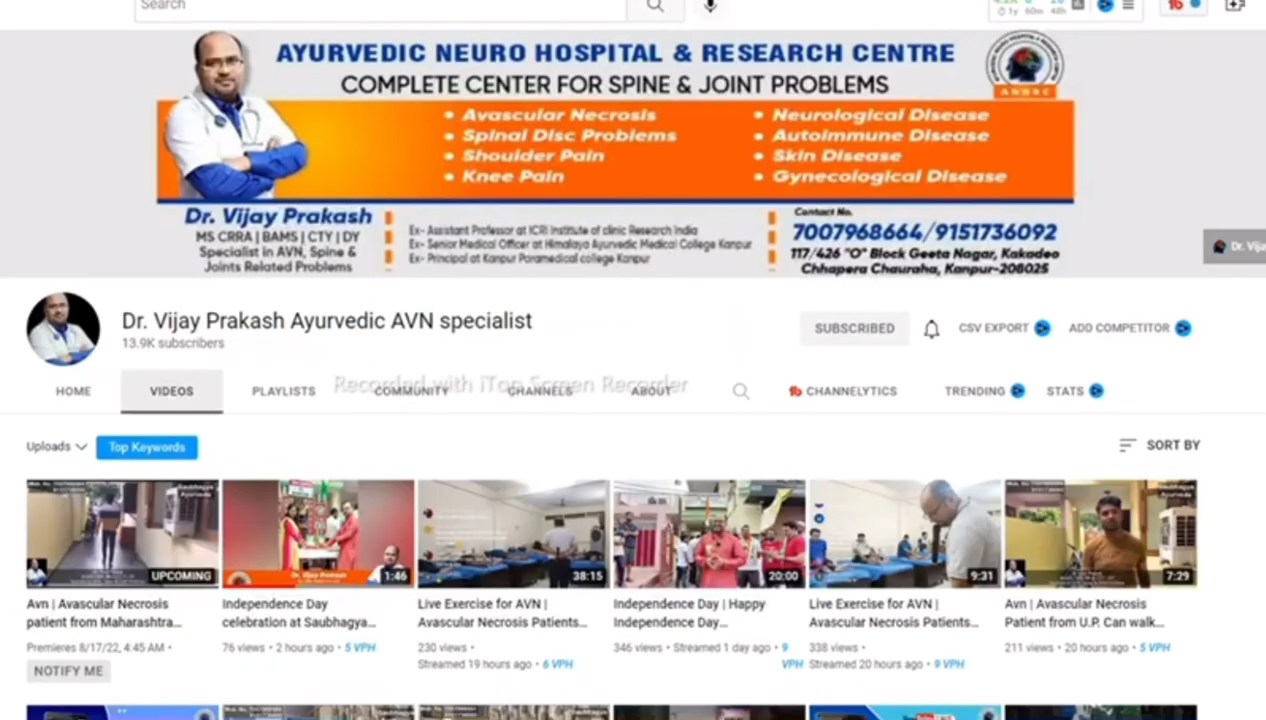 Search
1y 60m 48h
AYURVEDIC NEURO HOSPITAL & RESEARCH CENTRE
COMPLETE CENTER FOR SPINE & JOINT PROBLEMS
• Avascular Necrosis
• Spinal Disc Problems
• Shoulder Pain
• Knee Pain
• Neurological Disease
• Autoimmune Disease
• Skin Disease
• Gynecological Disease
Dr. Vijay Prakash
MS CRRA | BAMS | CTY | DY
Specialist in AVN, Spine &
Joints Related Problems
Ex- Assistant Professor at ICRI Institute of clinic Research India
Ex- Senior Medical Officer at Himalaya Ayurvedic Medical College Kanpur
Ex- Principal at Kanpur Paramedical college Kanpur
Contact No.
7007968664/9151736092
117/426 "O" Block Geeta Nagar, Kakadeo
Chhapera Chauraha, Kanpur-208025
Dr. Vija
Dr. Vijay Prakash Ayurvedic AVN specialist
13.9K subscribers
SUBSCRIBED
CSV EXPORT
ADD COMPETITOR
Recorded with iTop Screen Recorder
HOME VIDEOS PLAYLISTS COMMUNITY CHANNELS ABOUT CHANNELYTICS TRENDING STATS
Uploads Top Keywords
SORT BY
UPCOMING
1:46
38:15
20:00
9:31
7:29
Avn | Avascular Necrosis
patient from Maharashtra...
Premieres 8/17/22, 4:45 AM •
NOTIFY ME
Independence Day
celebration at Saubhagya...
76 views • 2 hours ago • 5 VPH
Live Exercise for AVN |
Avascular Necrosis Patients...
230 views •
Streamed 19 hours ago • 6 VPH
Independence Day | Happy
Independence Day...
346 views • Streamed 1 day ago • 9
VPH
Live Exercise for AVN |
Avascular Necrosis Patients...
338 views •
Streamed 20 hours ago • 9 VPH
Avn | Avascular Necrosis
Patient from U.P. Can walk...
211 views • 20 hours ago • 5 VPH